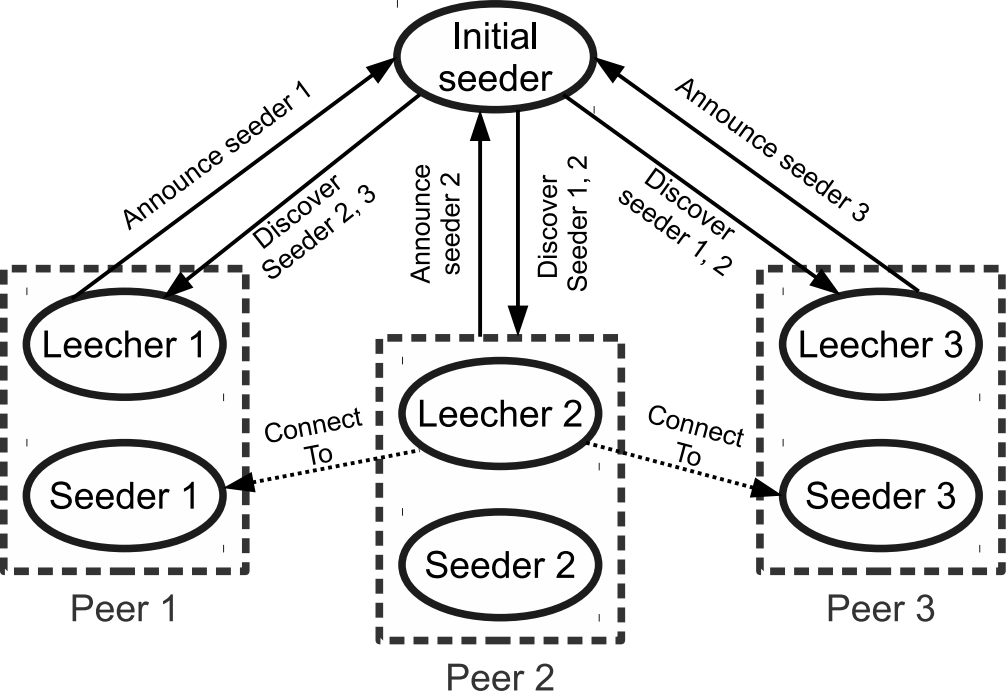 Initial
seeder
Announce seeder 1
Discover
Seeder 2, 3
Announce
seeder 2
Discover
Seeder 1, 2
Discover
seeder 1, 2
Announce seeder 3
Leecher 1
Seeder 1
Peer 1
Connect
To
Leecher 2
Seeder 2
Peer 2
Connect
To
Leecher 3
Seeder 3
Peer 3